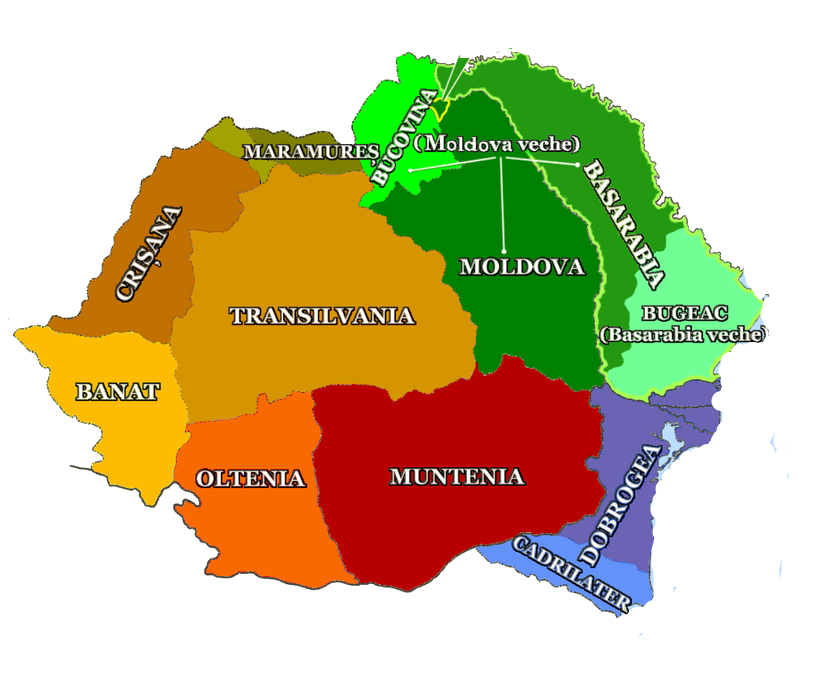 BUCOVINA
(Moldova veche)
MARAMUREȘ
BASARABIA
CRIȘANA
MOLDOVA
TRANSILVANIA
BUGEAC
(Basarabia veche)
BANAT
OLTENIA
MUNTENIA
DOBROGEA
CADRILATER